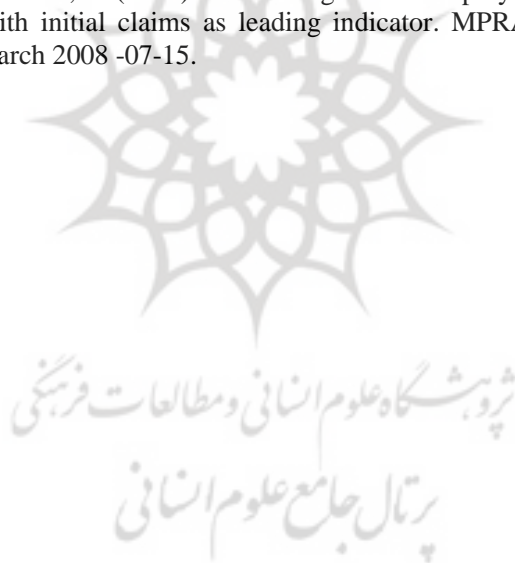 ith initial claims as leading indicator. MPRA
arch 2008 -07-15.
پژوهشگاه علوم انسانی و مطالعات فرهنگی
پرتال جامع علوم انسانی